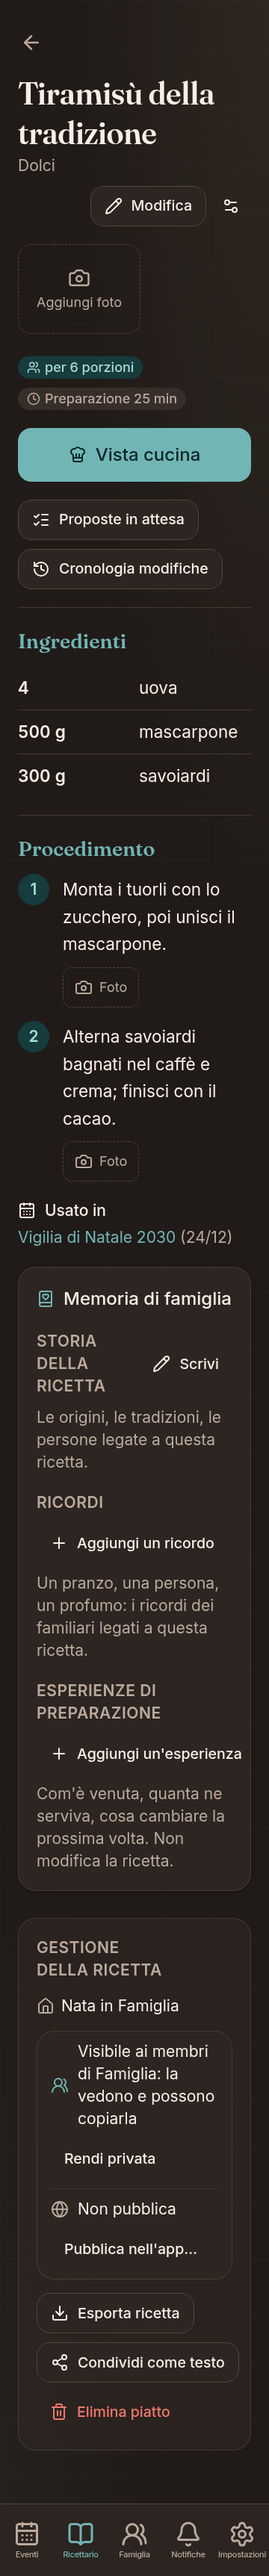 Tiramisù della
tradizione
Dolci
Modifica
Aggiungi foto
per 6 porzioni
Preparazione 25 min
Vista cucina
Proposte in attesa
Cronologia modifiche
Ingredienti
4 uova
500 g mascarpone
300 g savoiardi
Procedimento
1 Monta i tuorli con lo
zucchero, poi unisci il
mascarpone.
Foto
2 Alterna savoiardi
bagnati nel caffè e
crema; finisci con il
cacao.
Foto
Usato in
Vigilia di Natale 2030 (24/12)
Memoria di famiglia
STORIA
DELLA
RICETTA
Scrivi
Le origini, le tradizioni, le
persone legate a questa
ricetta.
RICORDI
Aggiungi un ricordo
Un pranzo, una persona,
un profumo: i ricordi dei
familiari legati a questa
ricetta.
ESPERIENZE DI
PREPARAZIONE
Aggiungi un'esperienza
Com'è venuta, quanta ne
serviva, cosa cambiare la
prossima volta. Non
modifica la ricetta.
GESTIONE
DELLA RICETTA
Nata in Famiglia
Visibile ai membri
di Famiglia: la
vedono e possono
copiarla
Rendi privata
Non pubblica
Pubblica nell'app...
Esporta ricetta
Condividi come testo
Elimina piatto
Eventi Ricettario Famiglia Notifiche Impostazioni